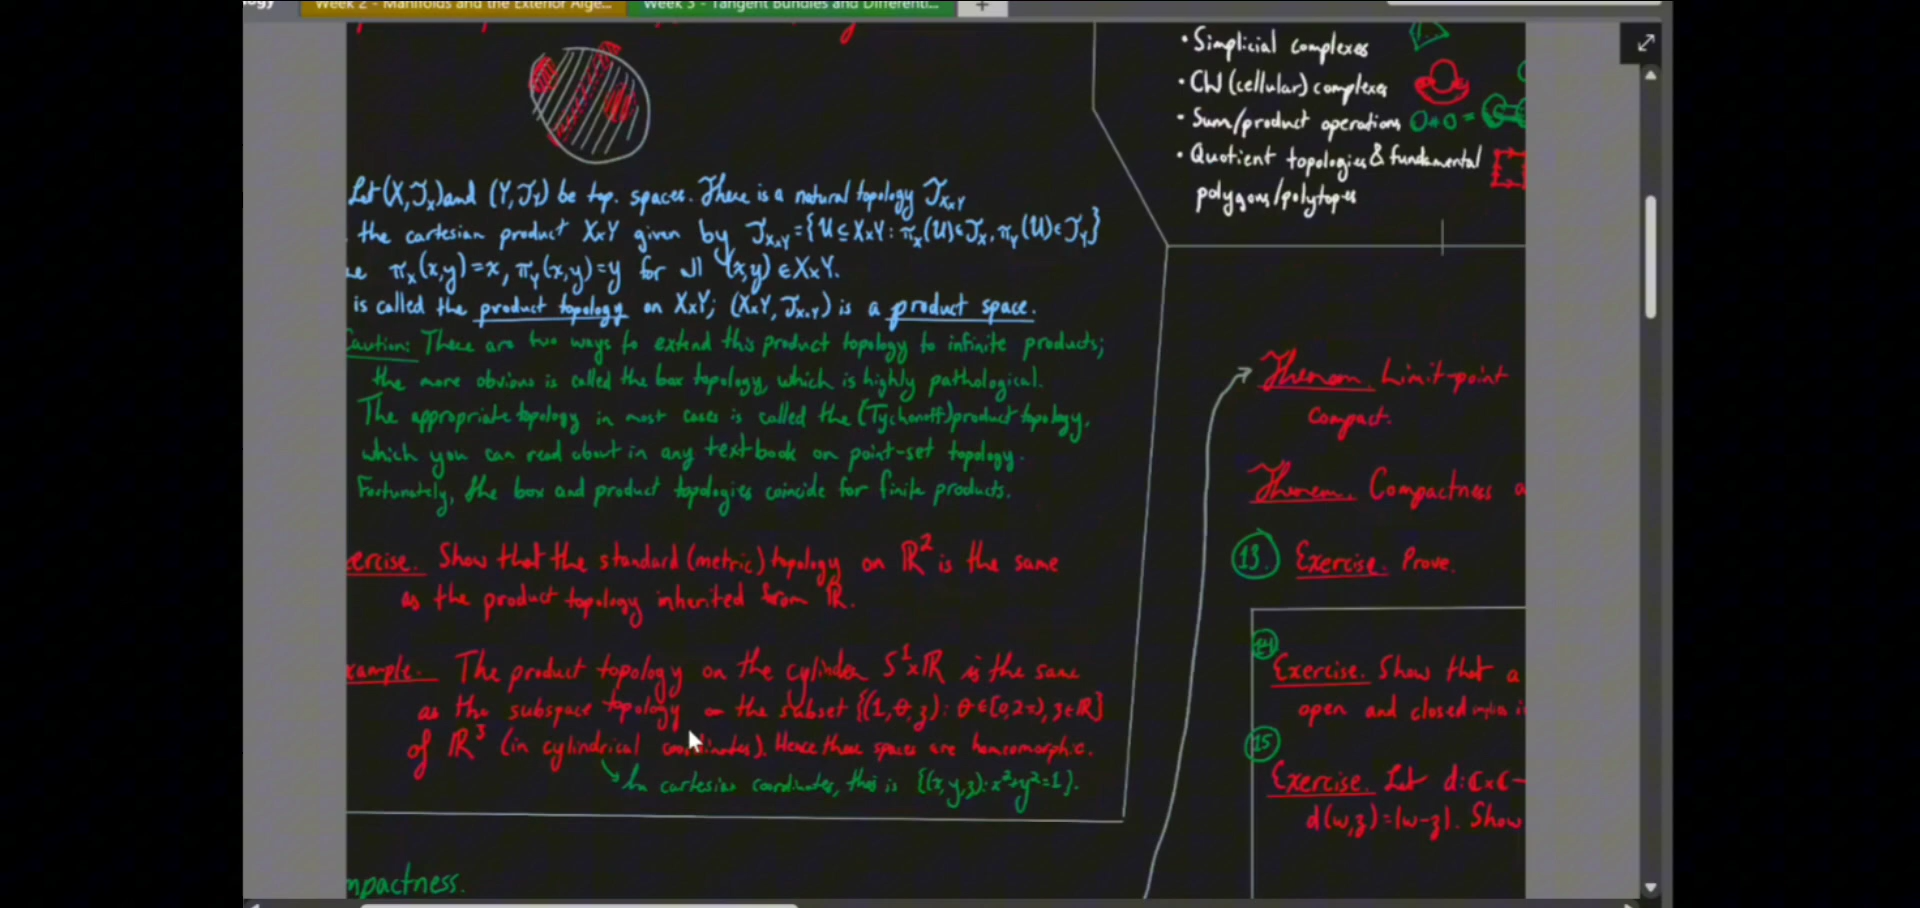 Week 2 - Manifolds and the Exterior Alge...
Week 3 - Tangent Bundles and Differenti...
Let (X,𝒯_X) and (Y,𝒯_Y) be top. spaces. There is a natural topology 𝒯_X×Y
the cartesian product X×Y given by 𝒯_X×Y = {U ⊆ X×Y : π_X(U) ∈ 𝒯_X, π_Y(U) ∈ 𝒯_Y}
π_X(x,y)=x, π_Y(x,y)=y for all (x,y) ∈ X×Y.
is called the product topology on X×Y; (X×Y, 𝒯_X×Y) is a product space.
Caution: There are two ways to extend this product topology to infinite products;
the more obvious is called the box topology, which is highly pathological.
The appropriate topology in most cases is called the (Tychonoff) product topology,
which you can read about in any textbook on point-set topology.
Fortunately, the box and product topologies coincide for finite products.
ercise. Show that the standard (metric) topology on ℝ² is the same
as the product topology inherited from ℝ.
xample. The product topology on the cylinder S¹×ℝ is the same
as the subspace topology on the subset {(1,θ,z): θ∈[0,2π), z∈ℝ}
of ℝ³ (in cylindrical coordinates). Hence these spaces are homeomorphic.
In cartesian coordinates, this is {(x,y,z): x²+y²=1}.
mpactness.
• Simplicial complexes
• CW (cellular) complexes
• Sum/product operations
• Quotient topologies & fundamental
polygons/polytopes
Theorem. Limit-point
compact.
Theorem. Compactness
13. Exercise. Prove.
14
Exercise. Show that a
open and closed
15
Exercise. Let d:ℂ×ℂ
d(w,z)=|w-z|. Show